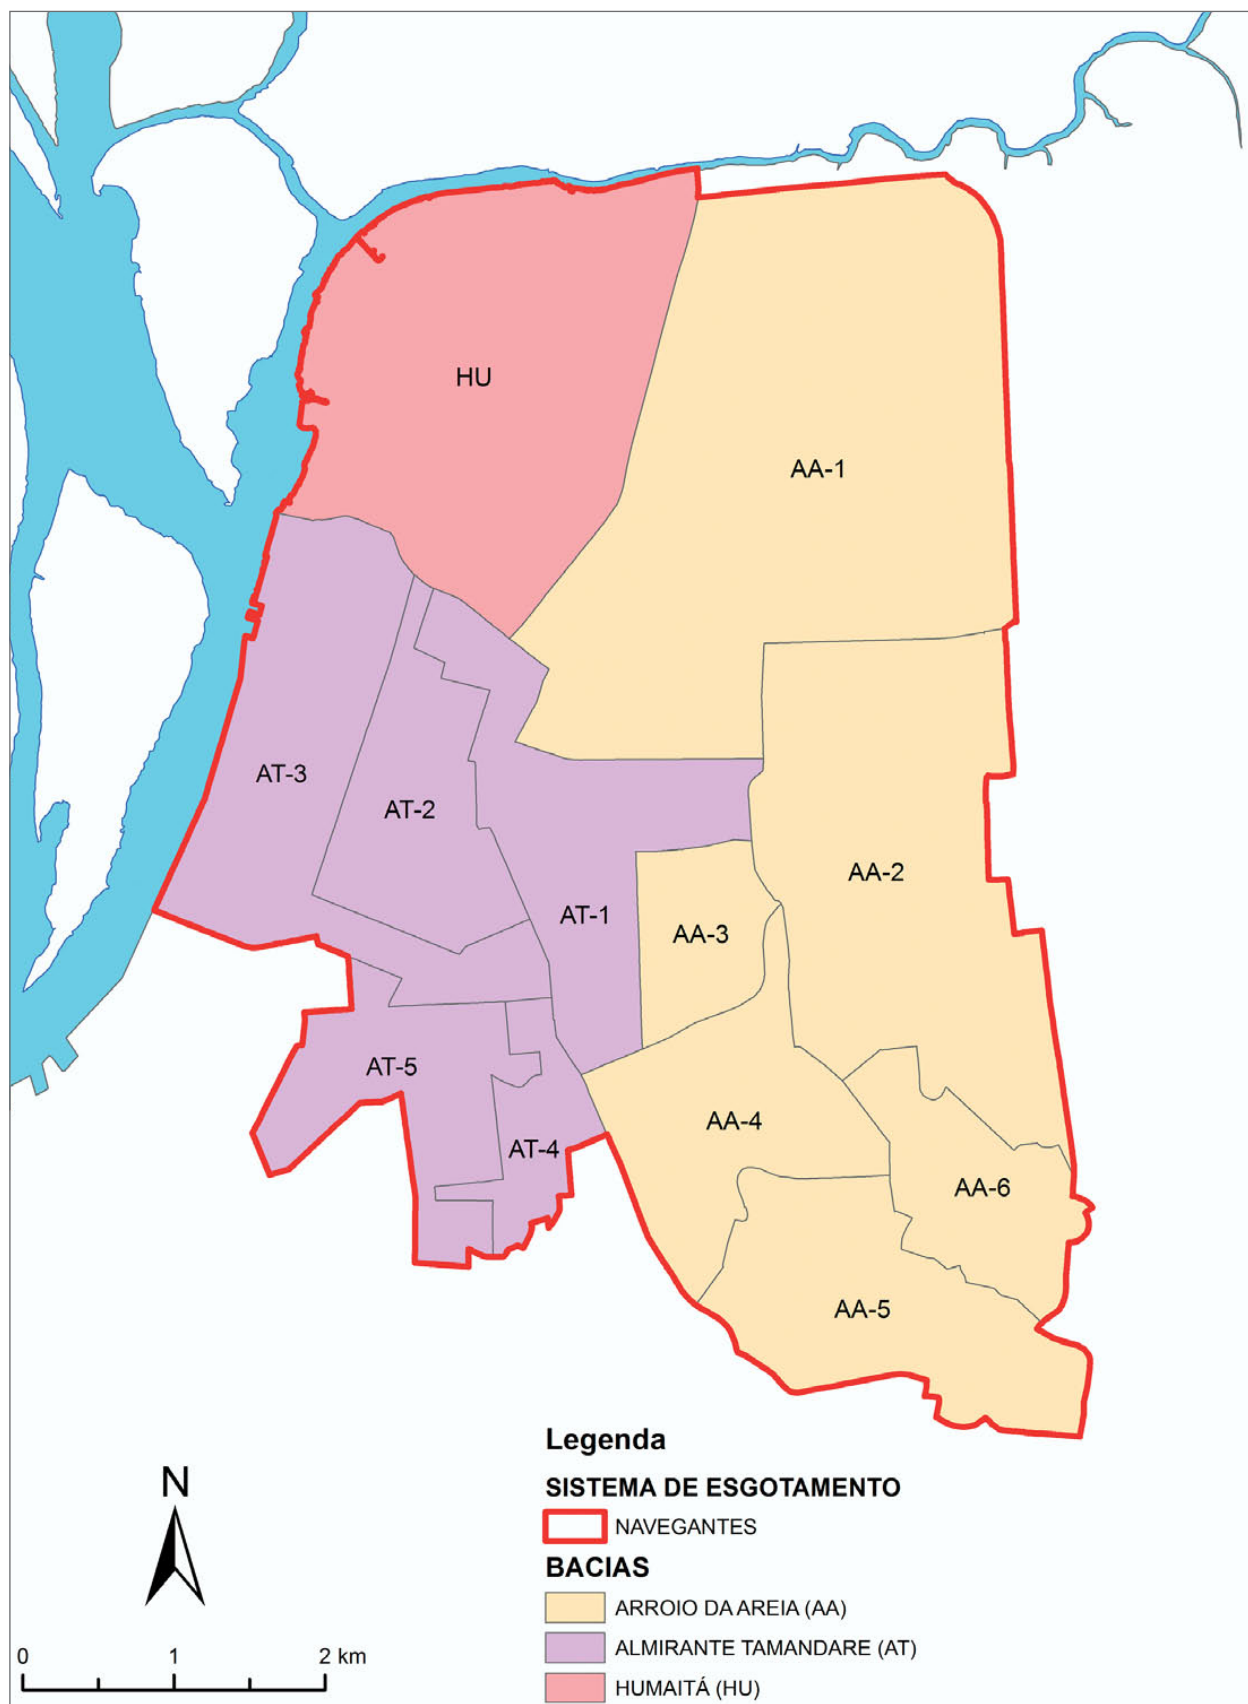 HU
AA-1
AT-3
AT-2
AA-2
AT-1
AA-3
AT-5
AA-4
AT-4
AA-6
AA-5
Legenda
N
SISTEMA DE ESGOTAMENTO
NAVEGANTES
BACIAS
ARROIO DA AREIA (AA)
ALMIRANTE TAMANDARE (AT)
0 1 2 km
HUMAITÁ (HU)